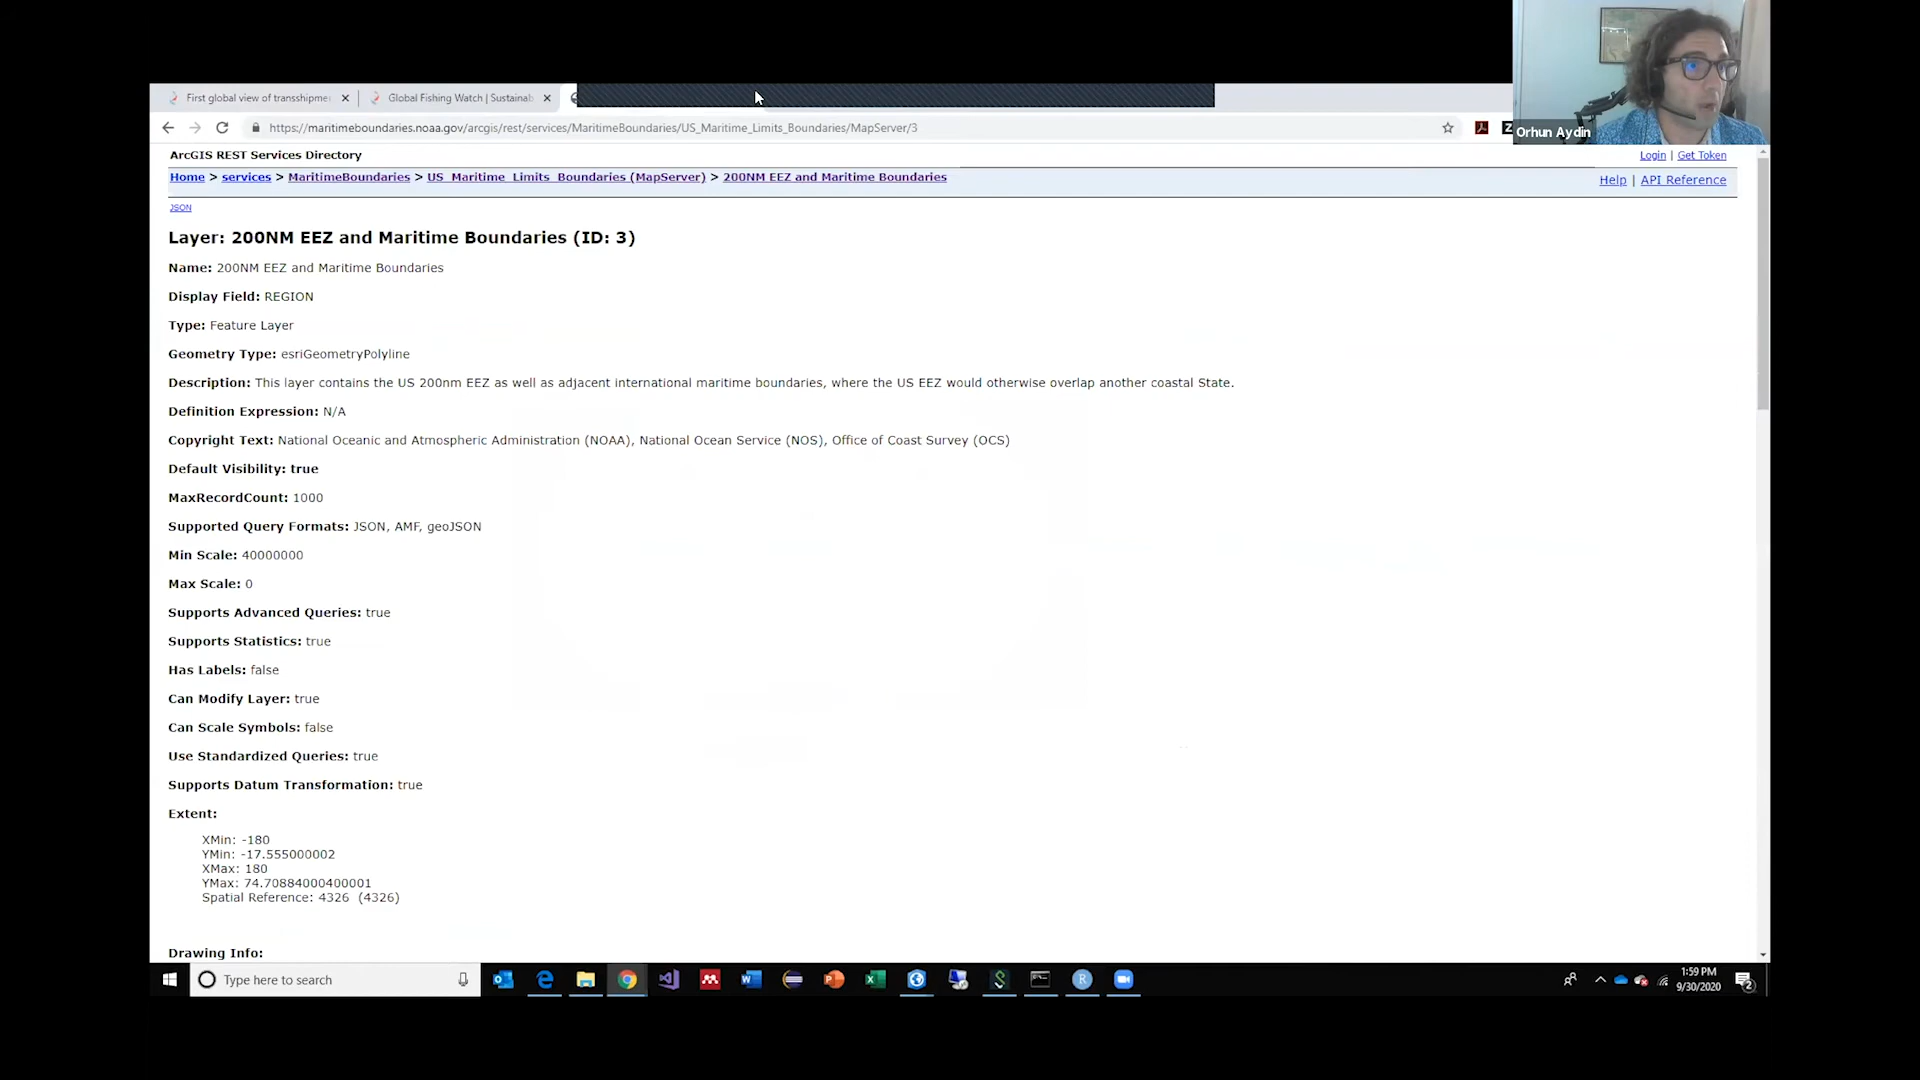 First global view of transshipme
Global Fishing Watch | Sustainab
https://maritimeboundaries.noaa.gov/arcgis/rest/services/MaritimeBoundaries/US_Maritime_Limits_Boundaries/MapServer/3
Orhun Aydin
ArcGIS REST Services Directory
Login | Get Token
Home > services > MaritimeBoundaries > US_Maritime_Limits_Boundaries (MapServer) > 200NM EEZ and Maritime Boundaries
Help | API Reference
JSON
Layer: 200NM EEZ and Maritime Boundaries (ID: 3)
Name: 200NM EEZ and Maritime Boundaries
Display Field: REGION
Type: Feature Layer
Geometry Type: esriGeometryPolyline
Description: This layer contains the US 200nm EEZ as well as adjacent international maritime boundaries, where the US EEZ would otherwise overlap another coastal State.
Definition Expression: N/A
Copyright Text: National Oceanic and Atmospheric Administration (NOAA), National Ocean Service (NOS), Office of Coast Survey (OCS)
Default Visibility: true
MaxRecordCount: 1000
Supported Query Formats: JSON, AMF, geoJSON
Min Scale: 40000000
Max Scale: 0
Supports Advanced Queries: true
Supports Statistics: true
Has Labels: false
Can Modify Layer: true
Can Scale Symbols: false
Use Standardized Queries: true
Supports Datum Transformation: true
Extent:
XMin: -180
YMin: -17.555000002
XMax: 180
YMax: 74.70884000400001
Spatial Reference: 4326 (4326)
Drawing Info:
Type here to search
1:59 PM
9/30/2020
2